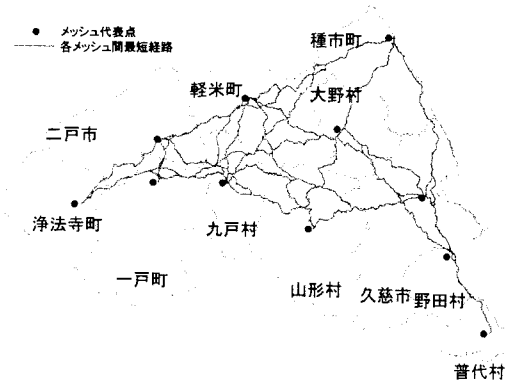 メッシュ代表点
各メッシュ間最短経路
種市町
軽米町
大野村
二戸市
浄法寺町
九戸村
一戸町
山形村
久慈市
野田村
普代村